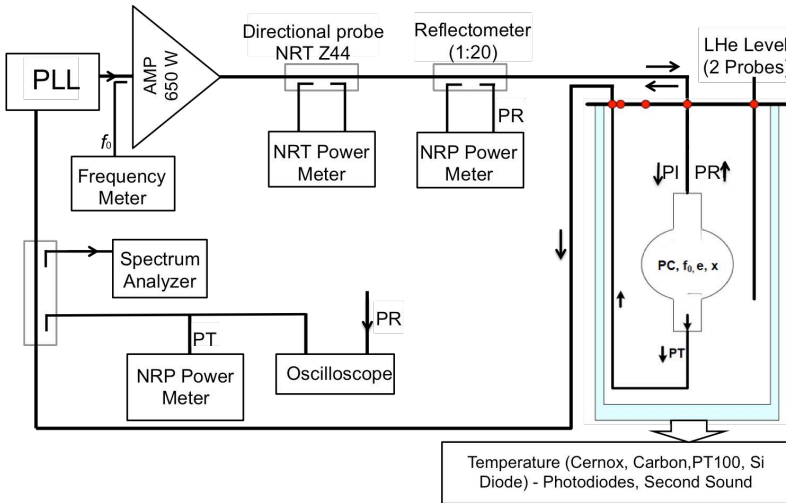 Directional probe
NRT Z44
Reflectometer
(1:20)
LHe Level
(2 Probes)
PLL
AMP
650 W
f₀
PR
NRT Power
Meter
NRP Power
Meter
Frequency
Meter
PI
PR
PC, f₀, e, x
Spectrum
Analyzer
PT
PR
PT
NRP Power
Meter
Oscilloscope
Temperature (Cernox, Carbon,PT100, Si
Diode) - Photodiodes, Second Sound